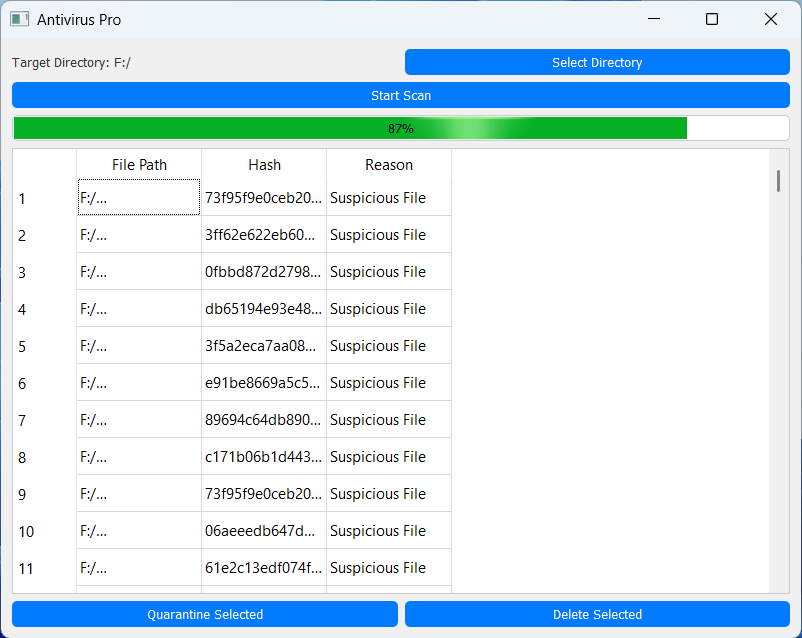 Antivirus Pro
Target Directory: F:/ Select Directory
Start Scan
87%
File Path Hash Reason
1 F:/... 73f95f9e0ceb20... Suspicious File
2 F:/... 3ff62e622eb60... Suspicious File
3 F:/... 0fbbd872d2798... Suspicious File
4 F:/... db65194e93e48... Suspicious File
5 F:/... 3f5a2eca7aa08... Suspicious File
6 F:/... e91be8669a5c5... Suspicious File
7 F:/... 89694c64db890... Suspicious File
8 F:/... c171b06b1d443... Suspicious File
9 F:/... 73f95f9e0ceb20... Suspicious File
10 F:/... 06aeeedb647d... Suspicious File
11 F:/... 61e2c13edf074f... Suspicious File
Quarantine Selected Delete Selected